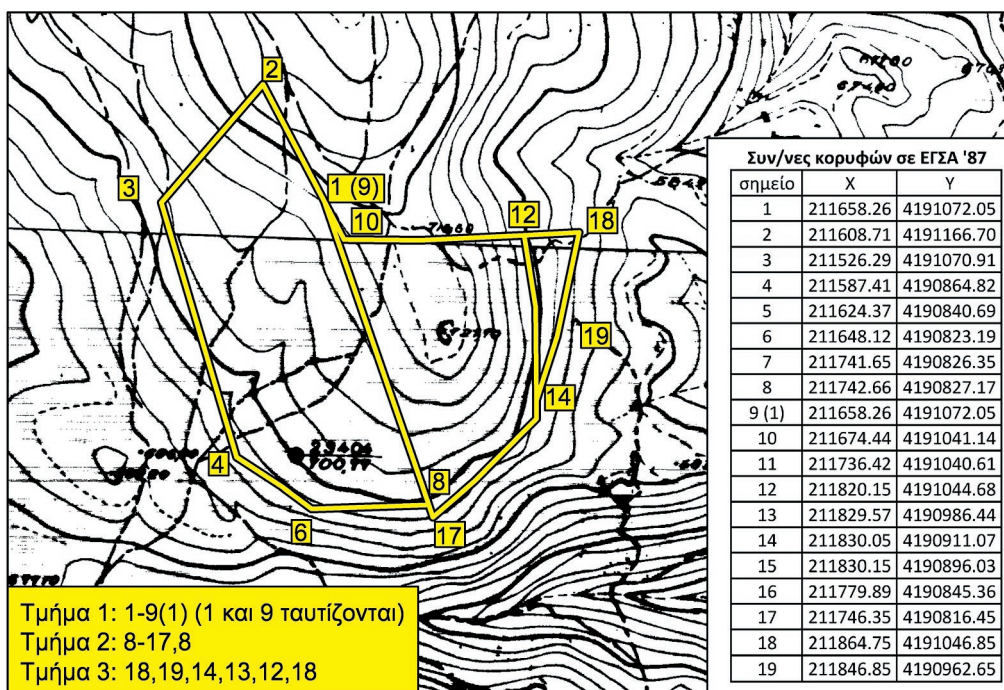 2
3
1 (9)
10
12
18
19
14
4
8
6
17
29404
700,77
Τμήμα 1: 1-9(1) (1 και 9 ταυτίζονται)
Τμήμα 2: 8-17,8
Τμήμα 3: 18,19,14,13,12,18
Συν/νες κορυφών σε ΕΓΣΑ '87
σημείο X Y
1 211658.26 4191072.05
2 211608.71 4191166.70
3 211526.29 4191070.91
4 211587.41 4190864.82
5 211624.37 4190840.69
6 211648.12 4190823.19
7 211741.65 4190826.35
8 211742.66 4190827.17
9 (1) 211658.26 4191072.05
10 211674.44 4191041.14
11 211736.42 4191040.61
12 211820.15 4191044.68
13 211829.57 4190986.44
14 211830.05 4190911.07
15 211830.15 4190896.03
16 211779.89 4190845.36
17 211746.35 4190816.45
18 211864.75 4191046.85
19 211846.85 4190962.65